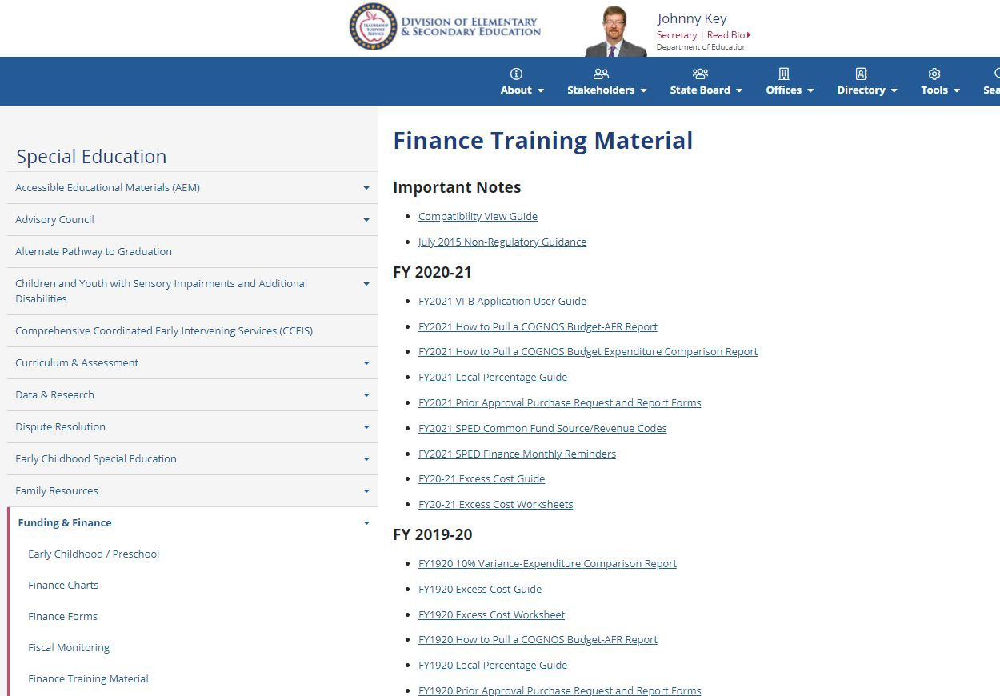 LEADERSHIP
SUPPORT
SERVICE
DIVISION OF ELEMENTARY
& SECONDARY EDUCATION
Johnny Key
Secretary | Read Bio
Department of Education
About
Stakeholders
State Board
Offices
Directory
Tools
Sea
Special Education
Accessible Educational Materials (AEM)
Advisory Council
Alternate Pathway to Graduation
Children and Youth with Sensory Impairments and Additional
Disabilities
Comprehensive Coordinated Early Intervening Services (CCEIS)
Curriculum & Assessment
Data & Research
Dispute Resolution
Early Childhood Special Education
Family Resources
Funding & Finance
Early Childhood / Preschool
Finance Charts
Finance Forms
Fiscal Monitoring
Finance Training Material
Finance Training Material
Important Notes
Compatibility View Guide
July 2015 Non-Regulatory Guidance
FY 2020-21
FY2021 VI-B Application User Guide
FY2021 How to Pull a COGNOS Budget-AFR Report
FY2021 How to Pull a COGNOS Budget Expenditure Comparison Report
FY2021 Local Percentage Guide
FY2021 Prior Approval Purchase Request and Report Forms
FY2021 SPED Common Fund Source/Revenue Codes
FY2021 SPED Finance Monthly Reminders
FY20-21 Excess Cost Guide
FY20-21 Excess Cost Worksheets
FY 2019-20
FY1920 10% Variance-Expenditure Comparison Report
FY1920 Excess Cost Guide
FY1920 Excess Cost Worksheet
FY1920 How to Pull a COGNOS Budget-AFR Report
FY1920 Local Percentage Guide
FY1920 Prior Approval Purchase Request and Report Forms